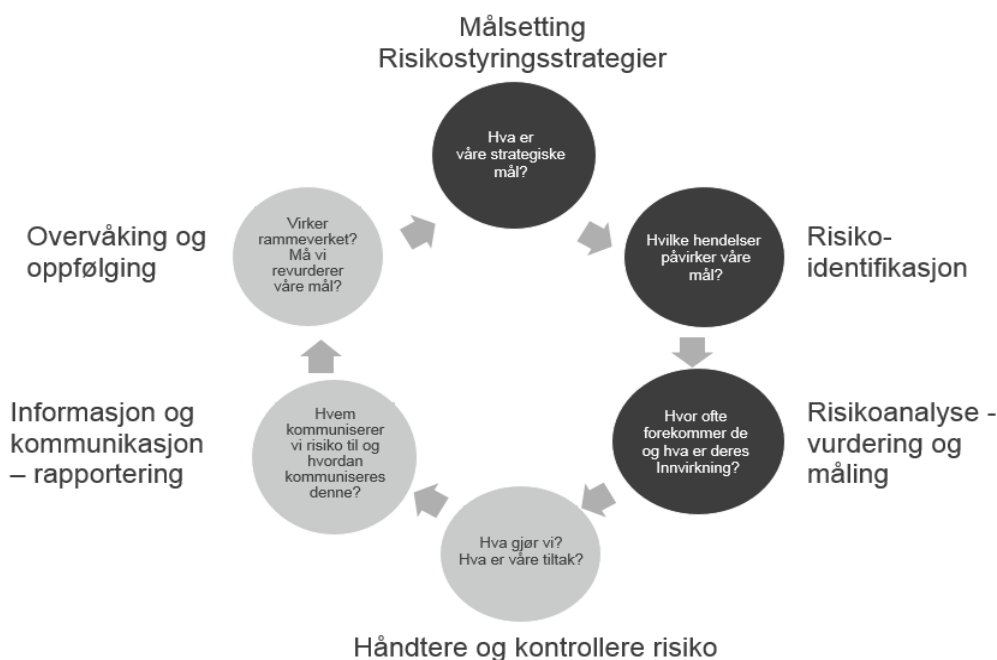 Målsetting
Risikostyringsstrategier
Hva er
våre strategiske
mål?
Hvilke hendelser
påvirker våre
mål?
Risiko-
identifikasjon
Hvor ofte
forekommer de
og hva er deres
Innvirkning?
Risikoanalyse -
vurdering og
måling
Hva gjør vi?
Hva er våre tiltak?
Håndtere og kontrollere risiko
Hvem
kommuniserer
vi risiko til og
hvordan
kommuniseres
denne?
Informasjon og
kommunikasjon
– rapportering
Virker
rammeverket?
Må vi
revurderer
våre mål?
Overvåking og
oppfølging